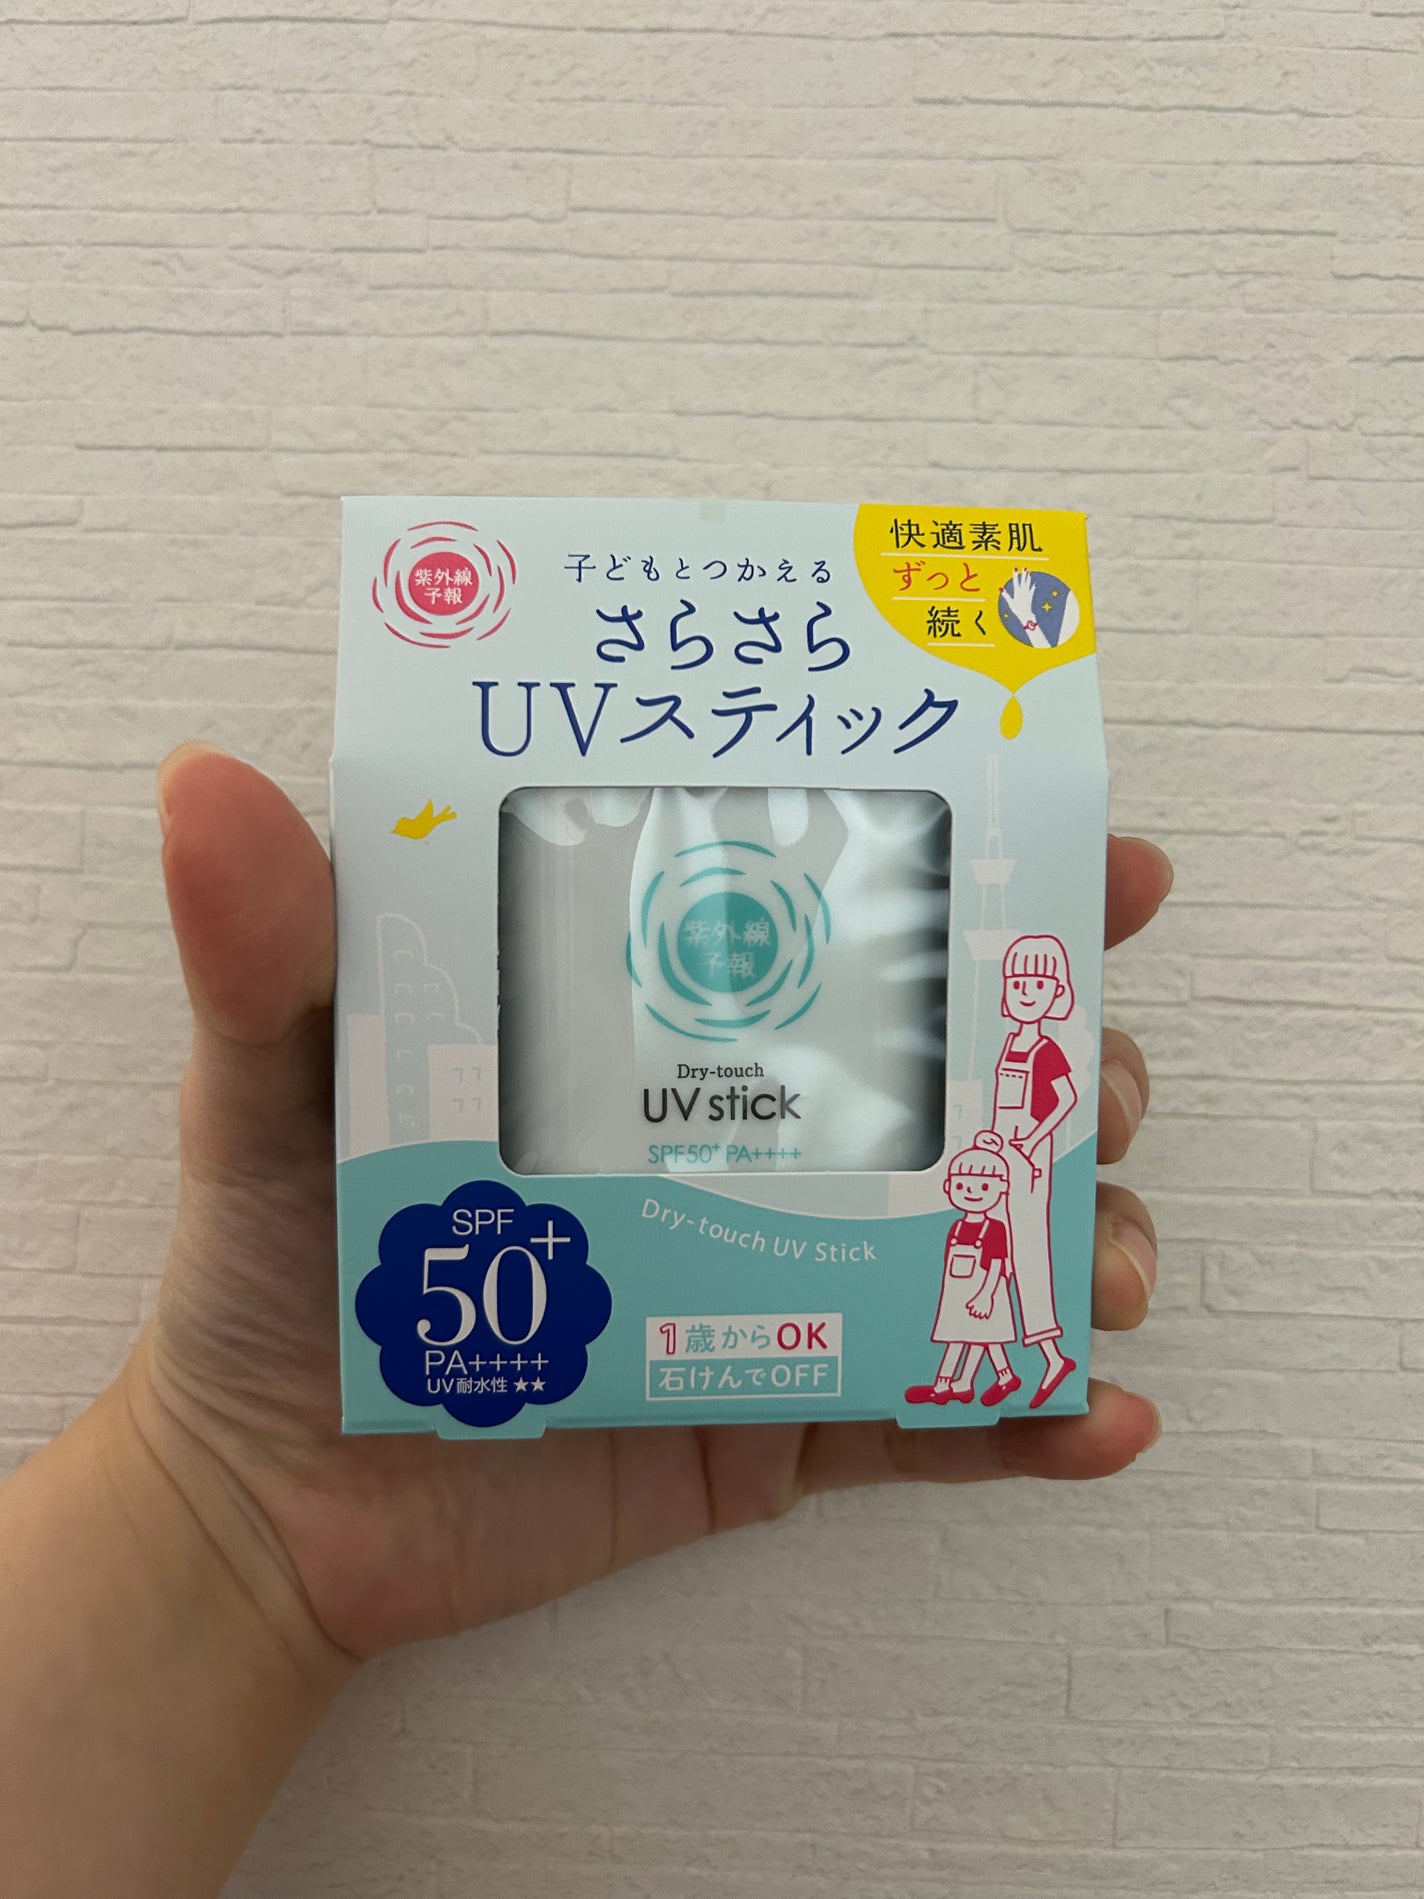 紫外線
予報
子どもとつかえる
さらさら
UVスティック
快適素肌
ずっと
続く
紫外線
予報
Dry-touch
UV stick
SPF50+ PA++++
Dry-touch UV Stick
SPF
50+
PA++++
UV耐水性★★
1歳からOK
石けんでOFF